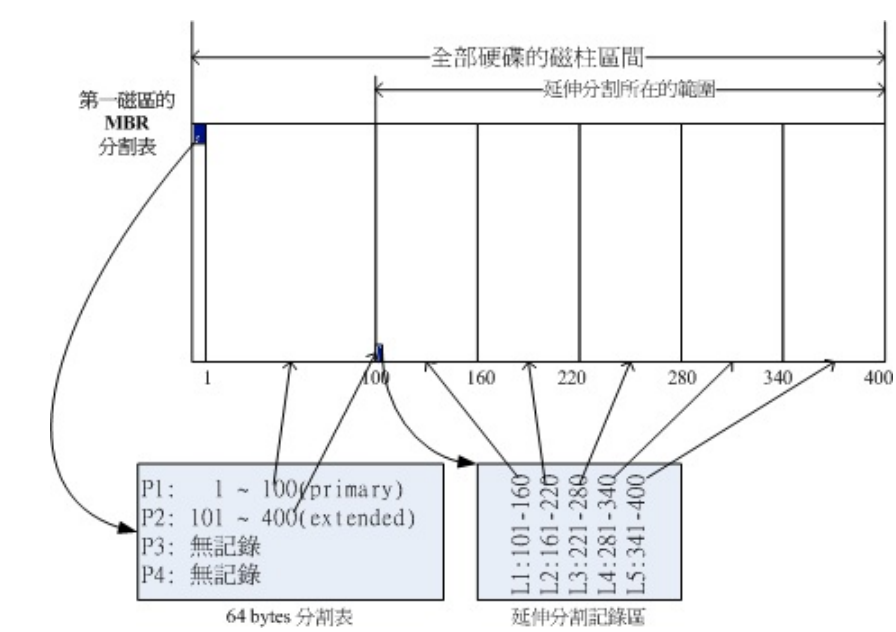 全部硬碟的磁柱區間
延伸分割所在的範圍
第一磁區的
MBR
分割表
1
100
160
220
280
340
400
P1: 1 ~ 100(primary)
P2: 101 ~ 400(extended)
P3: 無記錄
P4: 無記錄
64 bytes 分割表
L1:101-160
L2:161-220
L3:221-280
L4:281-340
L5:341-400
延伸分割記錄區